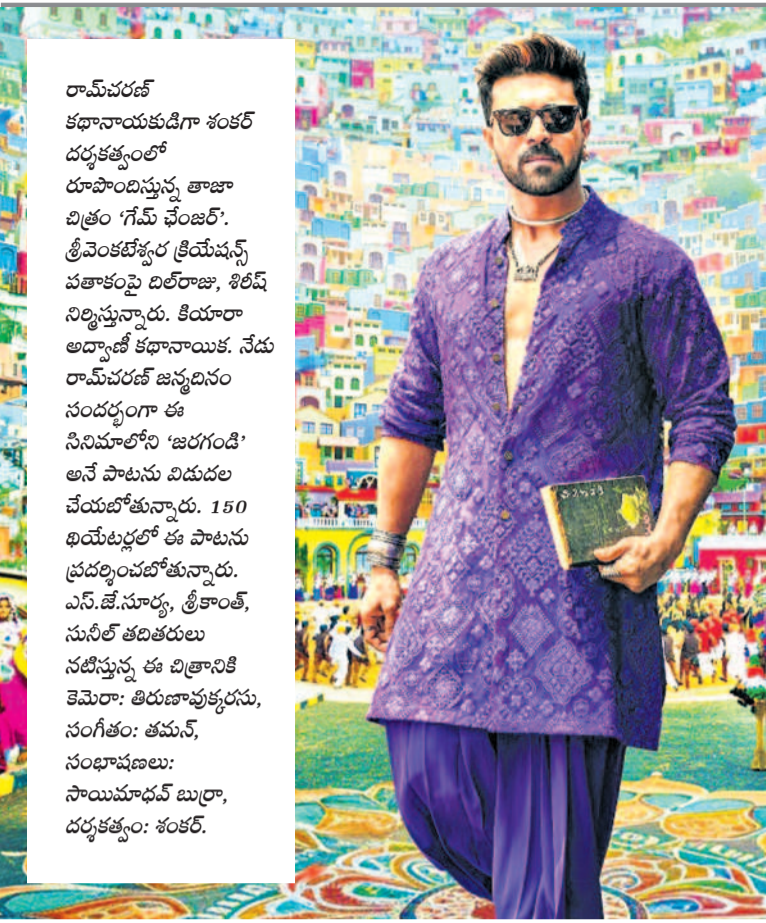 రామ్‌చరణ్
కథానాయకుడిగా శంకర్
దర్శకత్వంలో
రూపొందిస్తున్న తాజా
చిత్రం ‘గేమ్ ఛేంజర్’.
శ్రీవెంకటేశ్వర క్రియేషన్స్
పతాకంపై దిల్‌రాజు, శిరీష్
నిర్మిస్తున్నారు. కియారా
అద్వాణీ కథానాయిక. నేడు
రామ్‌చరణ్ జన్మదినం
సందర్భంగా ఈ
సినిమాలోని ‘జరగండి’
అనే పాటను విడుదల
చేయబోతున్నారు. 150
థియేటర్లలో ఈ పాటను
ప్రదర్శించబోతున్నారు.
ఎస్.జే.సూర్య, శ్రీకాంత్,
సునీల్ తదితరులు
నటిస్తున్న ఈ చిత్రానికి
కెమెరా: తిరుణావుక్కరసు,
సంగీతం: తమన్,
సంభాషణలు:
సాయిమాధవ్ బుర్రా,
దర్శకత్వం: శంకర్.